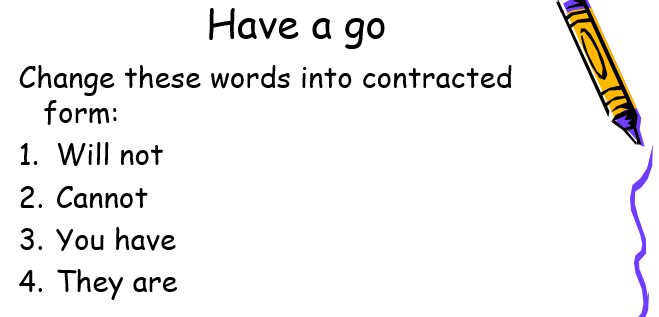 Have a go
Change these words into contracted
form:
1. Will not
2. Cannot
3. You have
4. They are